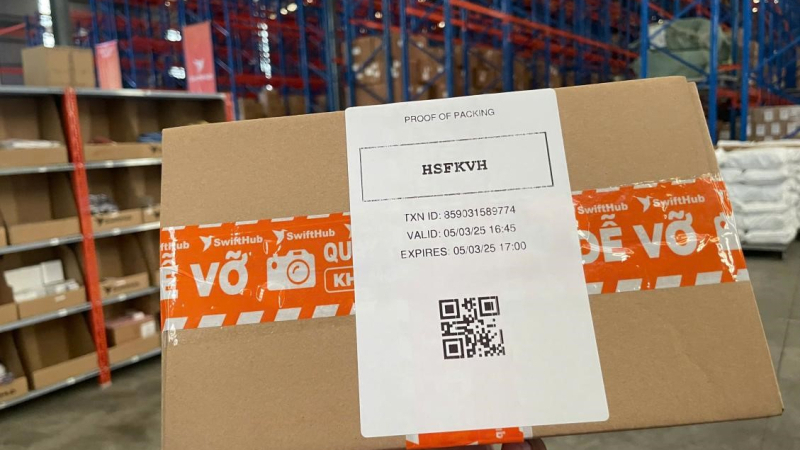 PROOF OF PACKING
HSFKVH
TXN ID: 859031589774
VALID: 05/03/25 16:45
EXPIRES: 05/03/25 17:00
SwiftHub SwiftHub
VỠ QU
KH
SwiftHub SwiftHub
DỄ VỠ